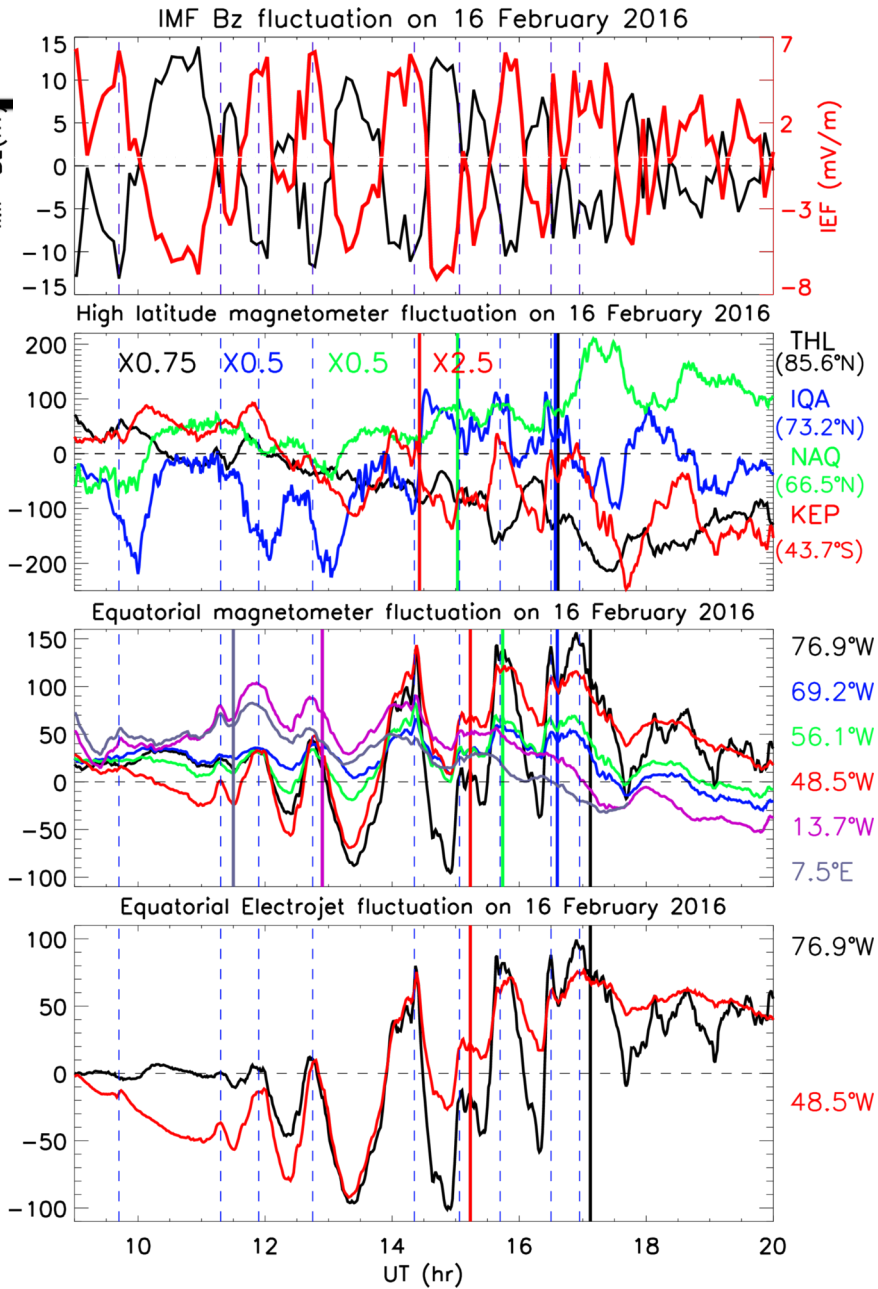 IMF Bz fluctuation on 16 February 2016
15
10
5
0
−5
−10
−15
7
2
−3
−8
IEF (mV/m)
High latitude magnetometer fluctuation on 16 February 2016
200
100
0
−100
−200
X0.75
X0.5
X0.5
X2.5
THL
(85.6°N)
IQA
(73.2°N)
NAQ
(66.5°N)
KEP
(43.7°S)
Equatorial magnetometer fluctuation on 16 February 2016
150
100
50
0
−50
−100
76.9°W
69.2°W
56.1°W
48.5°W
13.7°W
7.5°E
Equatorial Electrojet fluctuation on 16 February 2016
100
50
0
−50
−100
76.9°W
48.5°W
10
12
14
16
18
20
UT (hr)